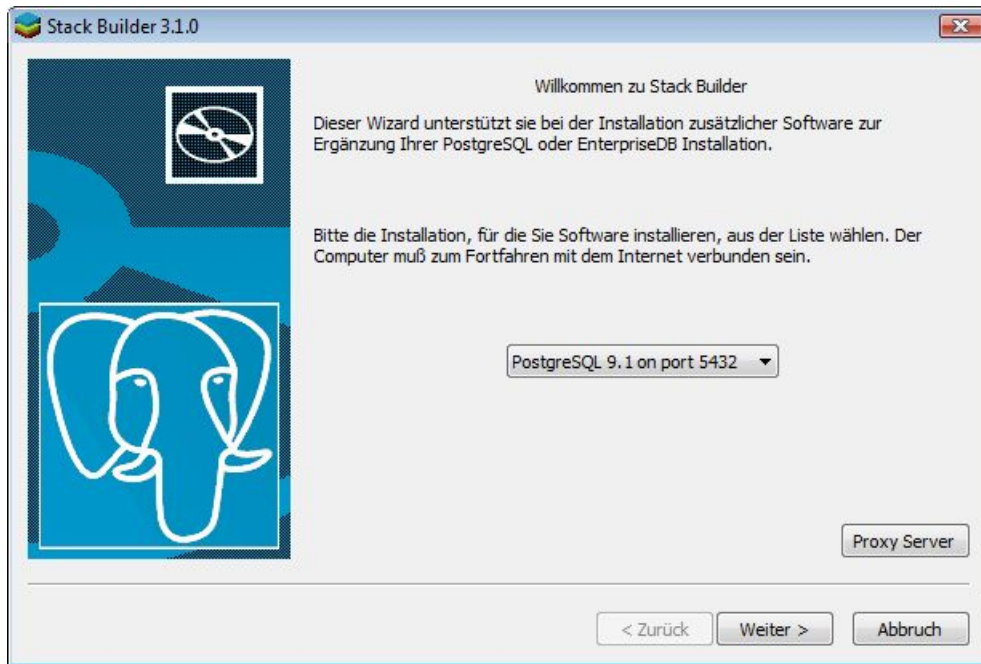 Stack Builder 3.1.0
Willkommen zu Stack Builder
Dieser Wizard unterstützt sie bei der Installation zusätzlicher Software zur
Ergänzung Ihrer PostgreSQL oder EnterpriseDB Installation.
Bitte die Installation, für die Sie Software installieren, aus der Liste wählen. Der
Computer muß zum Fortfahren mit dem Internet verbunden sein.
PostgreSQL 9.1 on port 5432
Proxy Server
< Zurück
Weiter >
Abbruch